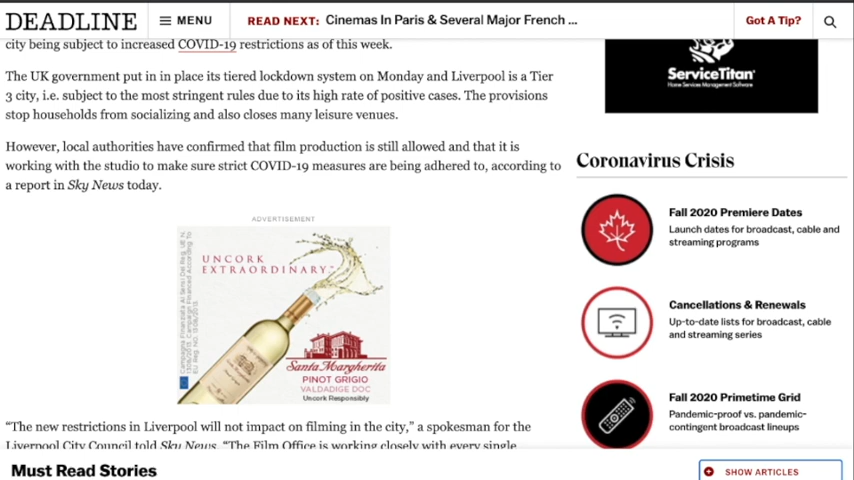 DEADLINE
MENU
READ NEXT: Cinemas In Paris & Several Major French ...
Got A Tip?
city being subject to increased COVID-19 restrictions as of this week.
The UK government put in in place its tiered lockdown system on Monday and Liverpool is a Tier
3 city, i.e. subject to the most stringent rules due to its high rate of positive cases. The provisions
stop households from socializing and also closes many leisure venues.
However, local authorities have confirmed that film production is still allowed and that it is
working with the studio to make sure strict COVID-19 measures are being adhered to, according to
a report in Sky News today.
ADVERTISEMENT
UNCORK
EXTRAORDINARY.
Santa Margherita
PINOT GRIGIO
VALDADIGE DOC
Uncork Responsibly
"The new restrictions in Liverpool will not impact on filming in the city," a spokesman for the
Liverpool City Council told Sky News. "The Film Office is working closely with every single
ServiceTitan
Home Services Management Software
Coronavirus Crisis
Fall 2020 Premiere Dates
Launch dates for broadcast, cable and
streaming programs
Cancellations & Renewals
Up-to-date lists for broadcast, cable
and streaming series
Fall 2020 Primetime Grid
Pandemic-proof vs. pandemic-
contingent broadcast lineups
Must Read Stories
SHOW ARTICLES